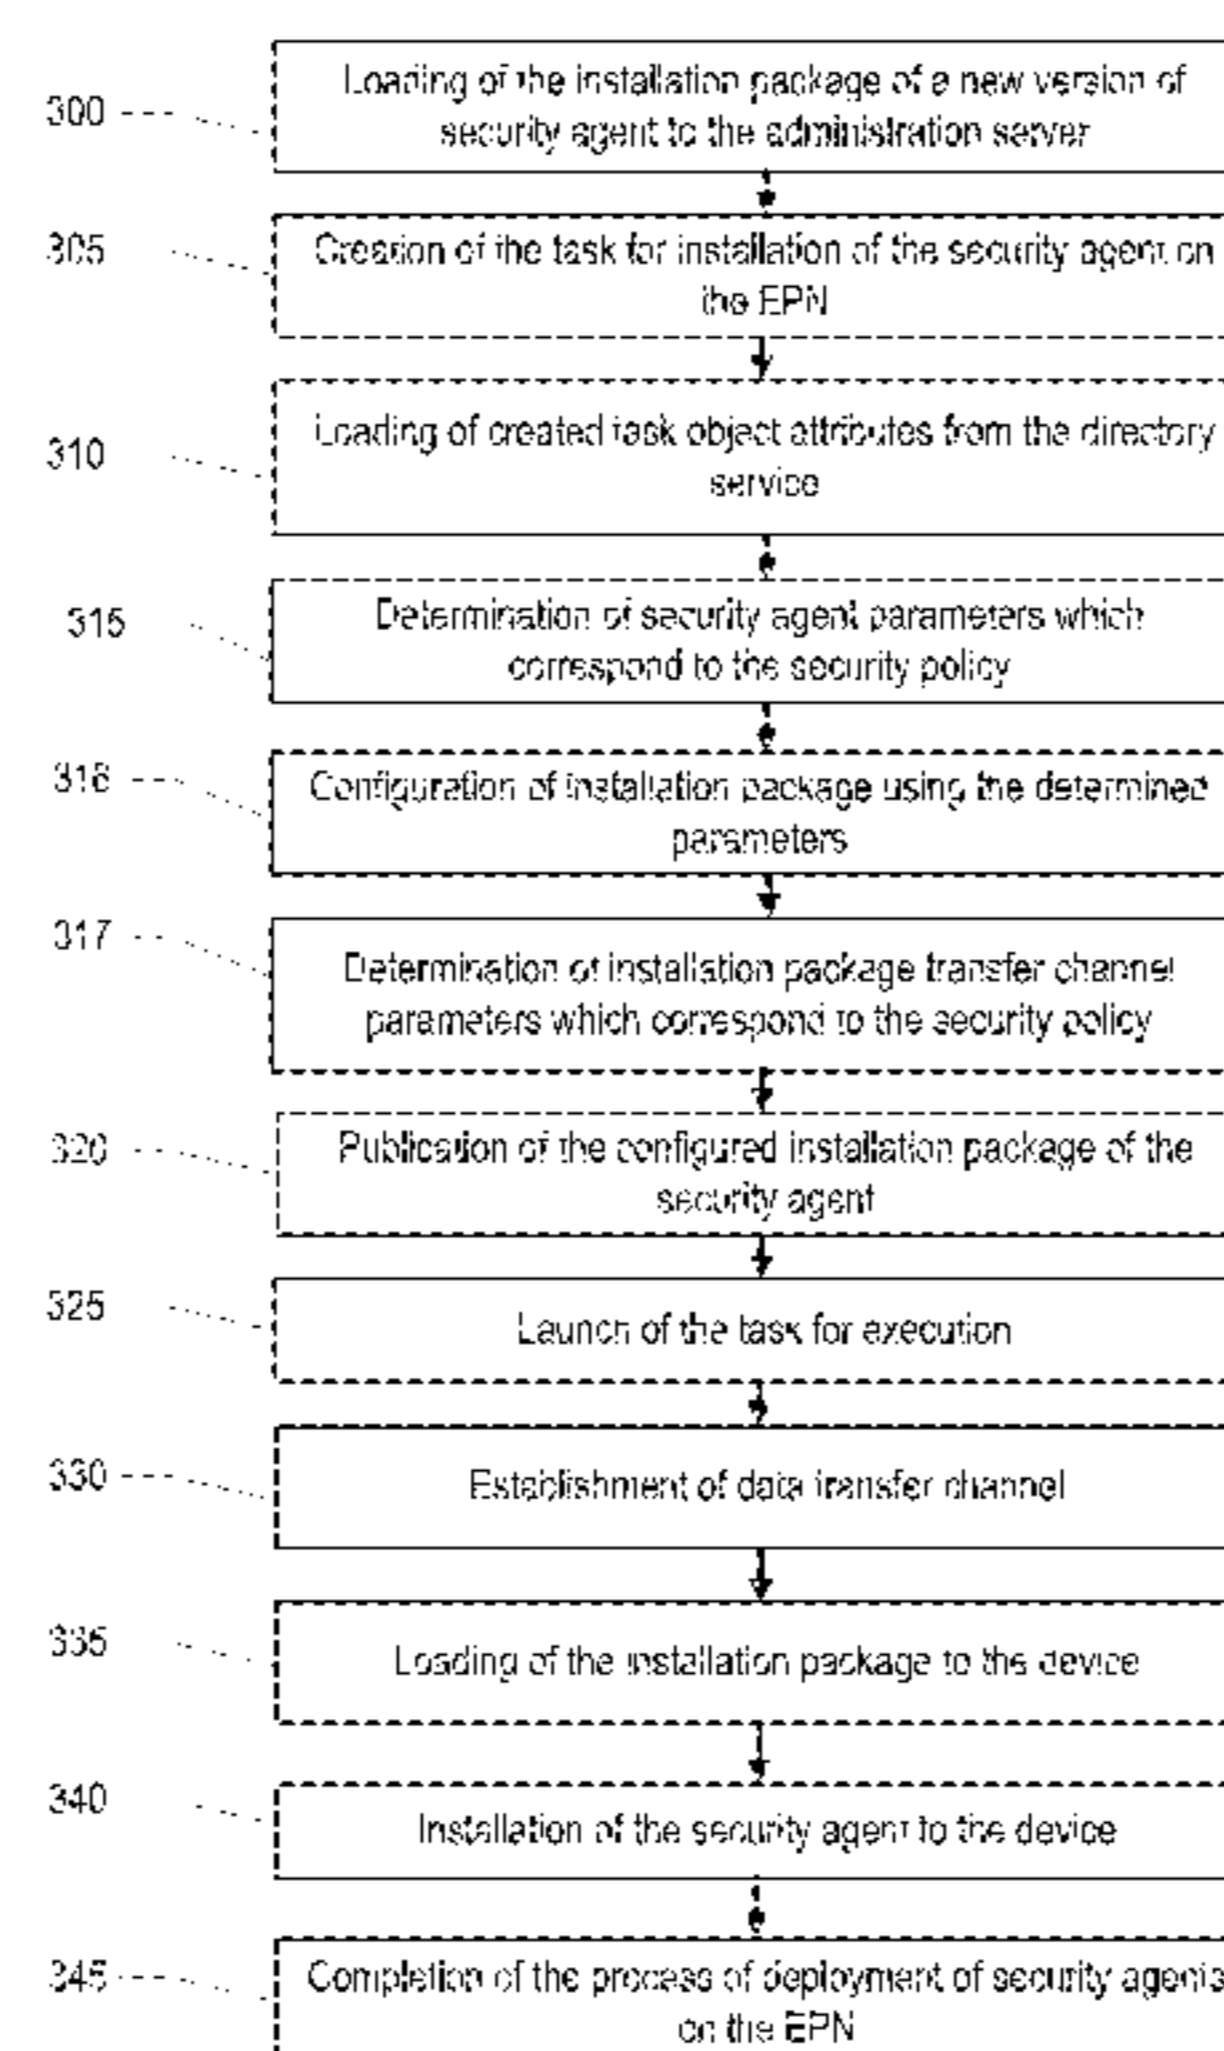 300
Loading of the installation package of a new version of
security agent to the administration server
305
Creation of the task for installation of the security agent on
the EPN
310
Loading of created task object attributes from the directory
service
315
Determination of security agent parameters which
correspond to the security policy
316
Configuration of installation package using the determined
parameters
317
Determination of installation package transfer channel
parameters which correspond to the security policy
320
Publication of the configured installation package of the
security agent
325
Launch of the task for execution
330
Establishment of data transfer channel
335
Loading of the installation package to the device
340
Installation of the security agent to the device
345
Completion of the process of deployment of security agents
on the EPN